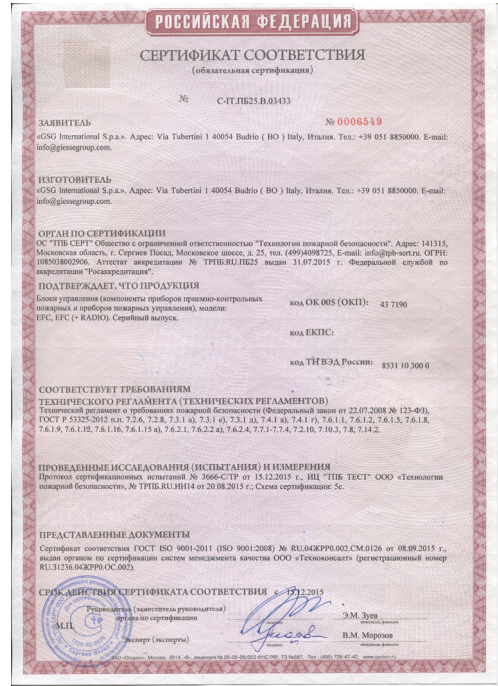 РОССИЙСКАЯ ФЕДЕРАЦИЯ
СЕРТИФИКАТ СООТВЕТСТВИЯ
(обязательная сертификация)
№ C-IT.ПБ25.В.03433
ЗАЯВИТЕЛЬ
№ 0006549
«GSG International S.p.a.». Адрес: Via Tubertini 1 40054 Budrio ( BO ) Italy, Италия. Тел.: +39 051 8850000. E-mail:
info@giessegroup.com.
ИЗГОТОВИТЕЛЬ
«GSG International S.p.a.». Адрес: Via Tubertini 1 40054 Budrio ( BO ) Italy, Италия. Тел.: +39 051 8850000. E-mail:
info@giessegroup.com.
ОРГАН ПО СЕРТИФИКАЦИИ
ОС "ТПБ СЕРТ" Общество с ограниченной ответственностью "Технологии пожарной безопасности". Адрес: 141315,
Московская область, г. Сергиев Посад, Московское шоссе, д. 25, тел. (499)4098725, E-mail: info@tpb-sert.ru. ОГРН:
1085038002906. Аттестат аккредитации № ТРПБ.RU.ПБ25 выдан 31.07.2015 г. Федеральной службой по
аккредитации "Росаккредитация".
ПОДТВЕРЖДАЕТ, ЧТО ПРОДУКЦИЯ
Блоки управления (компоненты приборов приемно-контрольных
пожарных и приборов пожарных управления), модели:
EFC, EFC (+ RADIO). Серийный выпуск.
код ОК 005 (ОКП): 43 7190
код ЕКПС:
код ТН ВЭД России: 8531 10 300 0
СООТВЕТСТВУЕТ ТРЕБОВАНИЯМ
ТЕХНИЧЕСКОГО РЕГЛАМЕНТА (ТЕХНИЧЕСКИХ РЕГЛАМЕНТОВ)
Технический регламент о требованиях пожарной безопасности (Федеральный закон от 22.07.2008 № 123-ФЗ),
ГОСТ Р 53325-2012 п.п. 7.2.6, 7.2.8, 7.3.1 а), 7.3.1 е), 7.3.1 д), 7.4.1 а), 7.4.1 г), 7.6.1.1, 7.6.1.2, 7.6.1.5, 7.6.1.8,
7.6.1.9, 7.6.1.12, 7.6.1.16, 7.6.1.15 а), 7.6.2.1, 7.6.2.2 а), 7.6.2.4, 7.7.1-7.7.4, 7.2.10, 7.10.3, 7.8, 7.14.2.
ПРОВЕДЕННЫЕ ИССЛЕДОВАНИЯ (ИСПЫТАНИЯ) И ИЗМЕРЕНИЯ
Протокол сертификационных испытаний № 3666-С/ТР от 15.12.2015 г., ИЦ "ТПБ ТЕСТ" ООО «Технологии
пожарной безопасности», № ТРПБ.RU.ИН14 от 20.08.2015 г.; Схема сертификации: 5с.
ПРЕДСТАВЛЕННЫЕ ДОКУМЕНТЫ
Сертификат соответствия ГОСТ ISO 9001-2011 (ISO 9001:2008) № RU.04ЖРР0.002.СМ.0126 от 08.09.2015 г.,
выдан органом по сертификации систем менеджмента качества ООО «Техноконсалт» (регистрационный номер
RU.31236.04ЖРР0.ОС.002).
СРОК ДЕЙСТВИЯ СЕРТИФИКАТА СООТВЕТСТВИЯ с 15.12.2015
Руководитель (заместитель руководителя)
органа по сертификации
Э.М. Зуев
М.П.
Эксперт (эксперты)
В.М. Морозов